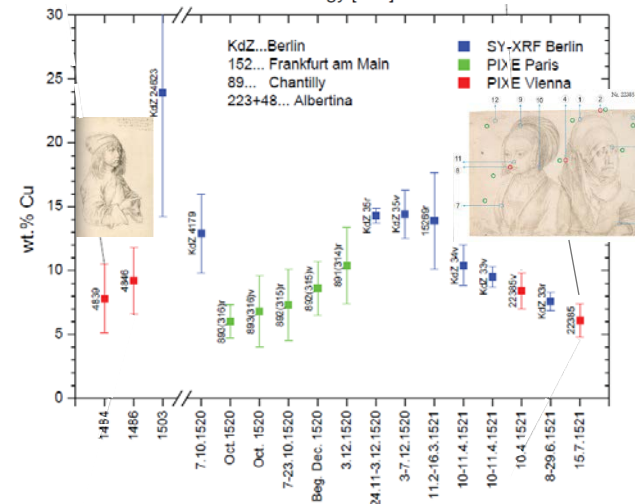 KdZ...Berlin
152... Frankfurt am Main
89... Chantilly
223+48... Albertina
SY-XRF Berlin
PIXE Paris
PIXE Vienna
wt.% Cu
30
25
20
15
10
5
0
4839
4846
KdZ 24623
KdZ 4179
893(316)r
893(316)v
892(315)r
892(315)v
891(314)r
KdZ 35r
KdZ 35v
15269r
KdZ 34v
KdZ 33v
22385v
KdZ 33r
22385
12
9
10
4
1
2
11
8
7
1484
1486
1503
7.10.1520
Oct. 1520
Oct. 1520
7-23.10.1520
Beg. Dec. 1520
3.12.1520
24.11-3.12.1520
3-7.12.1520
11.2-16.3.1521
10-11.4.1521
10-11.4.1521
10.4.1521
8-29.6.1521
15.7.1521